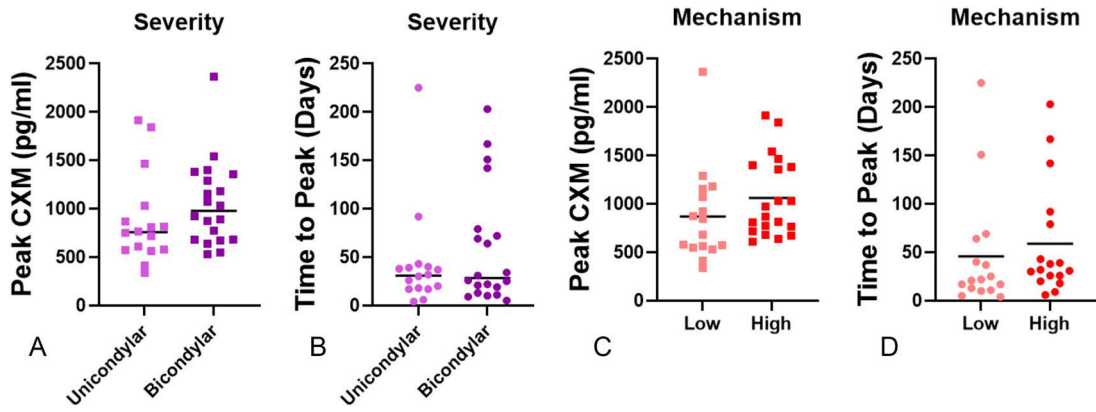 Severity
Peak CXM (pg/ml)
2500
2000
1500
1000
500
0
Unicondylar
Bicondylar
A
Severity
Time to Peak (Days)
250
200
150
100
50
0
Unicondylar
Bicondylar
B
Mechanism
Peak CXM (pg/ml)
2500
2000
1500
1000
500
0
Low
High
C
Mechanism
Time to Peak (Days)
250
200
150
100
50
0
Low
High
D